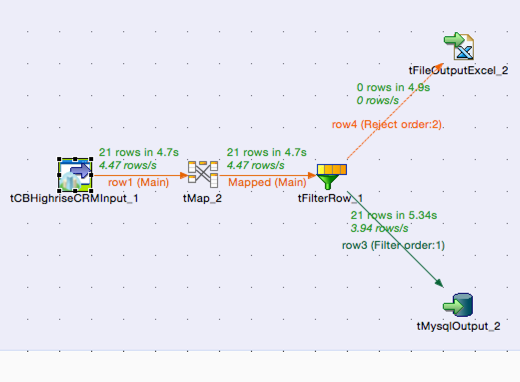 tFileOutputExcel_2
0 rows in 4.9s
0 rows/s
row4 (Reject order:2).
21 rows in 4.7s
4.47 rows/s
row1 (Main)
21 rows in 4.7s
4.47 rows/s
Mapped (Main)
tCBHighriseCRMInput_1
tMap_2
tFilterRow_1
21 rows in 5.34s
3.94 rows/s
row3 (Filter order:1)
tMysqlOutput_2